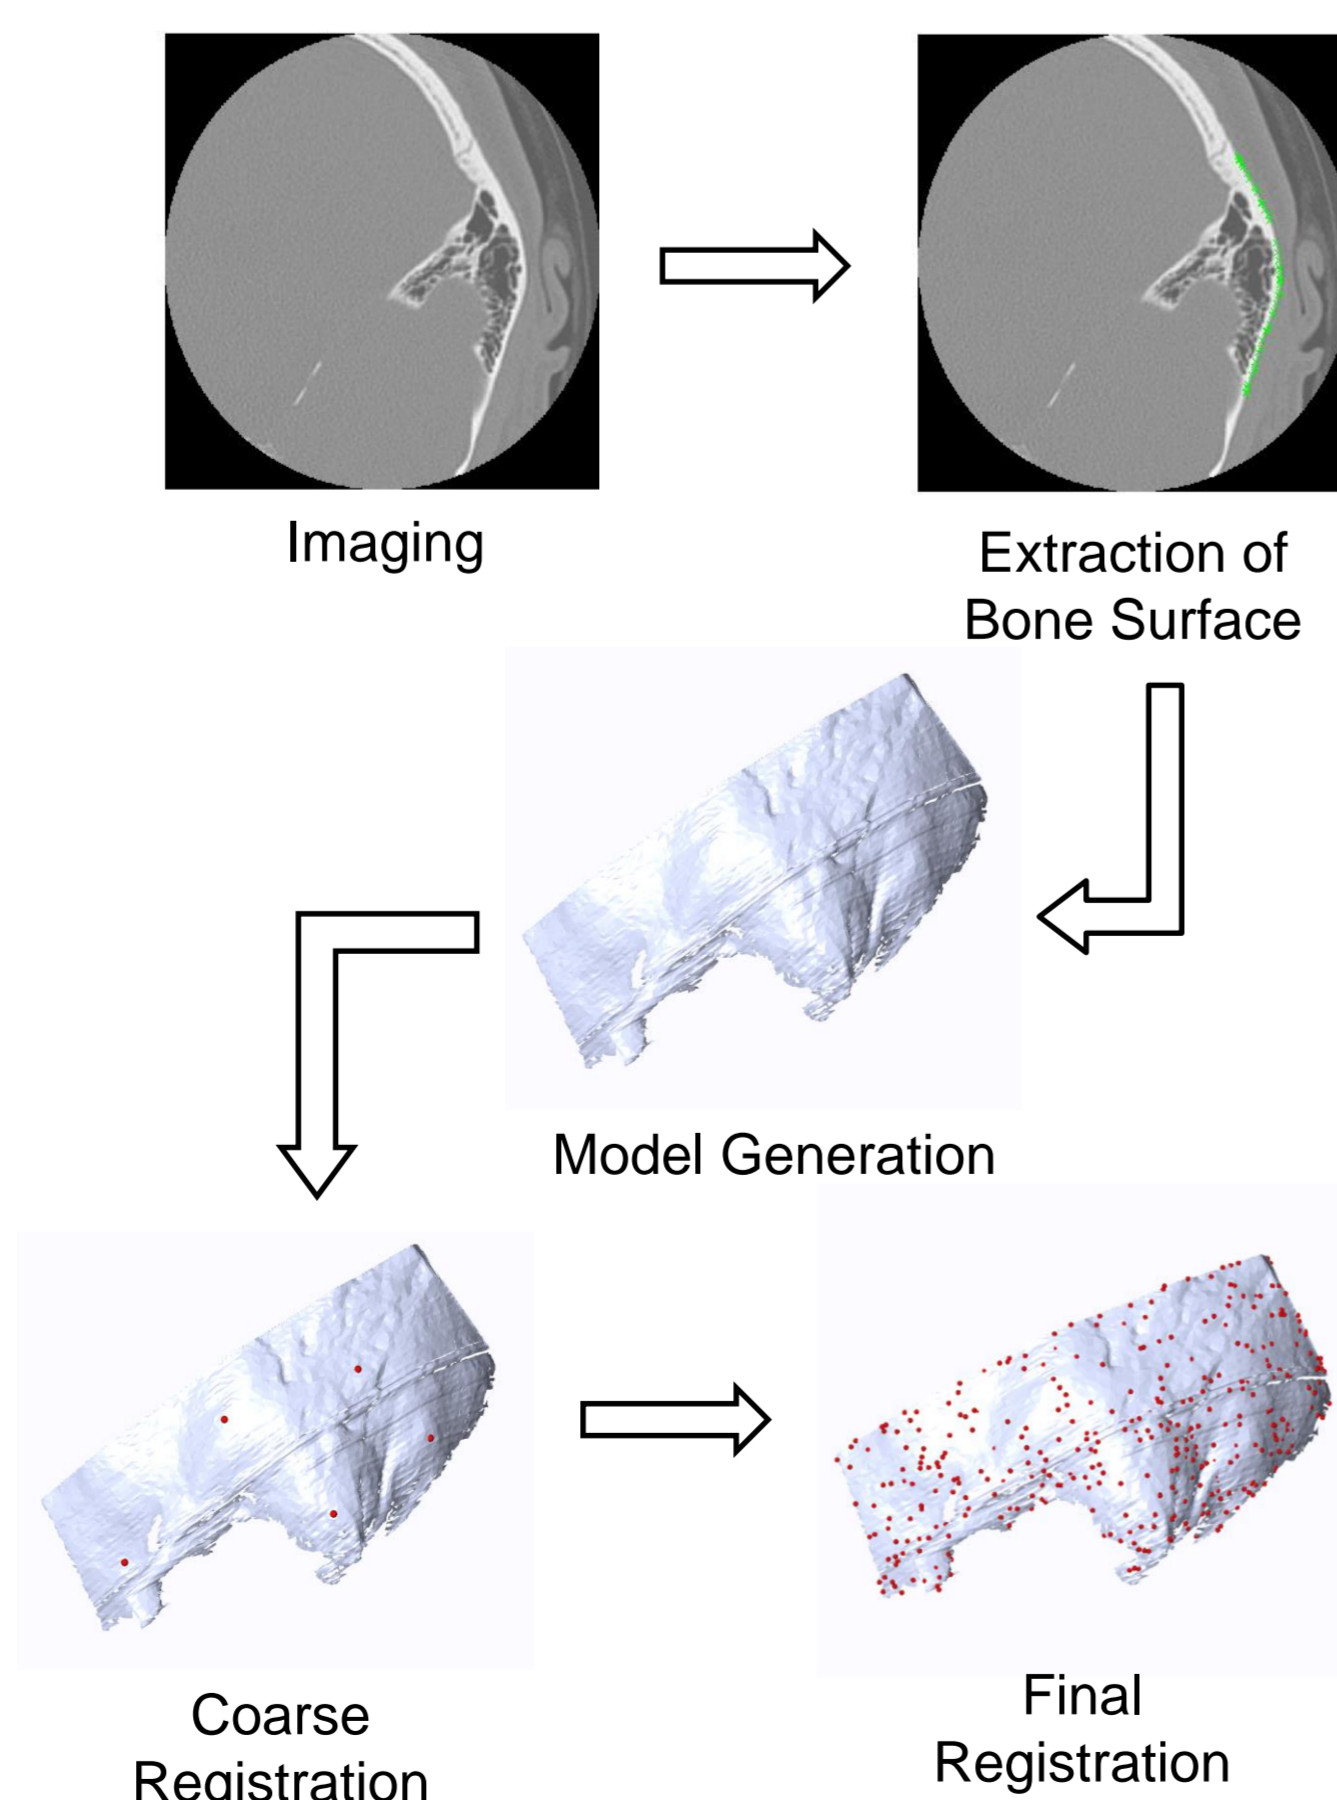 Imaging
Extraction of
Bone Surface
Model Generation
Coarse
Registration
Final
Registration